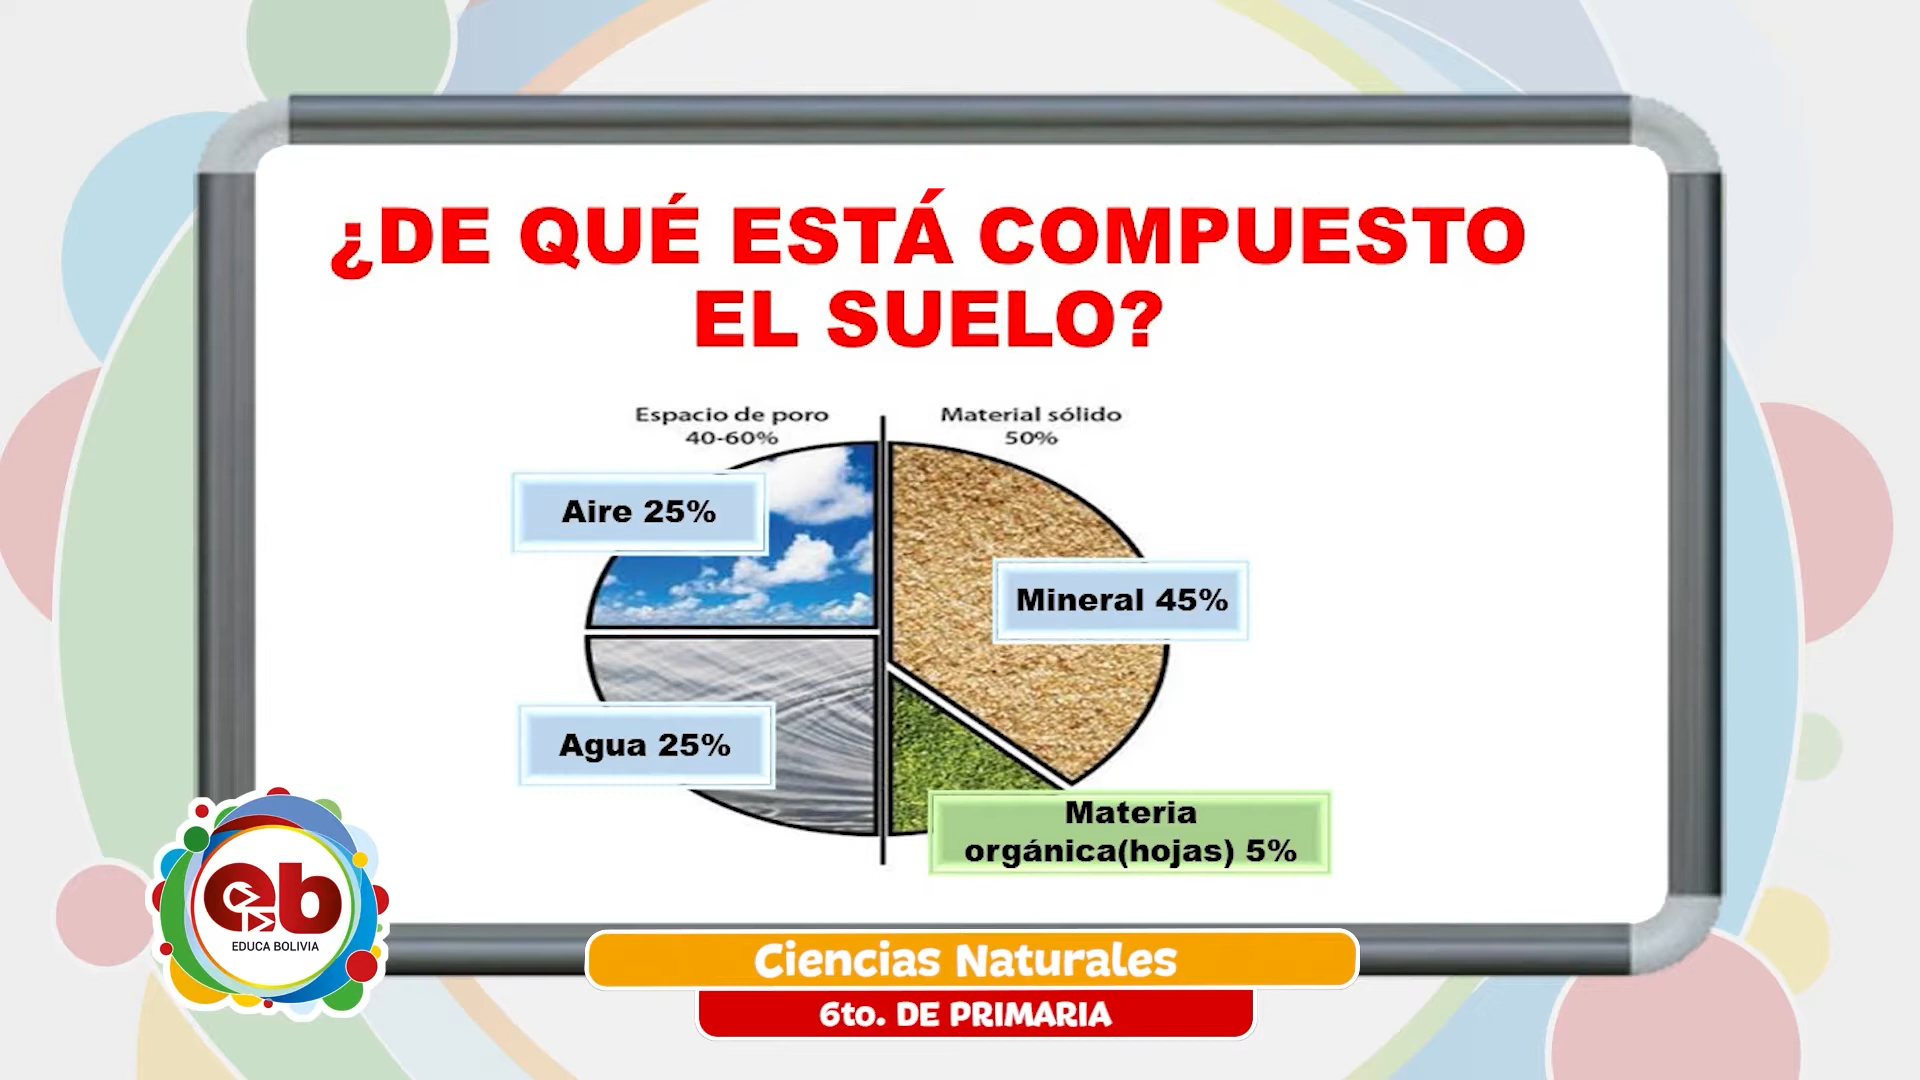 ¿DE QUÉ ESTÁ COMPUESTO
EL SUELO?
Espacio de poro
40-60%
Material sólido
50%
Aire 25%
Mineral 45%
Agua 25%
Materia
orgánica(hojas) 5%
eb
EDUCA BOLIVIA
Ciencias Naturales
6to. DE PRIMARIA